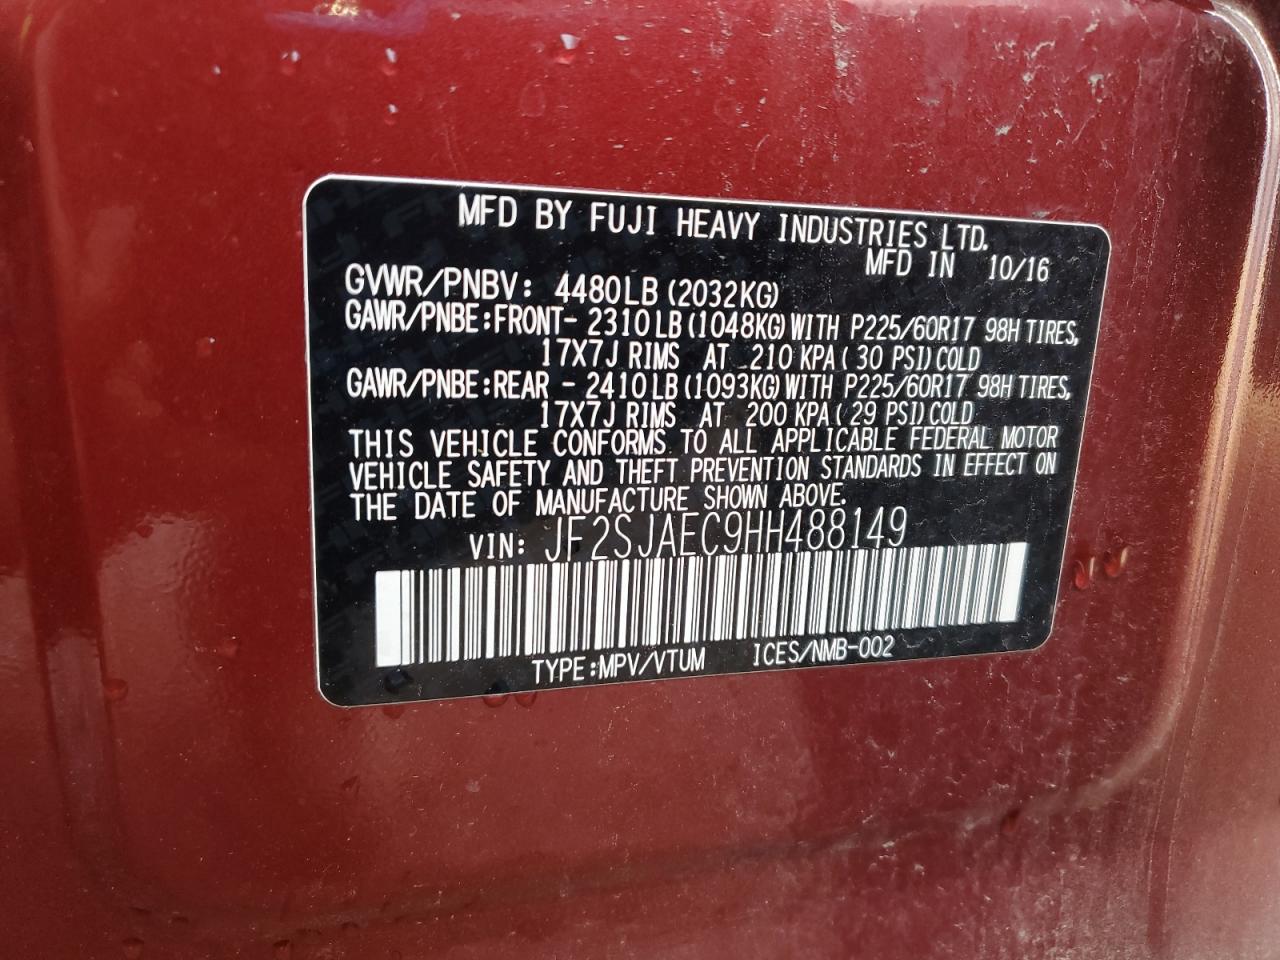 MFD BY FUJI HEAVY INDUSTRIES LTD.
MFD IN 10/16
GVWR/PNBV: 4480LB (2032KG)
GAWR/PNBE:FRONT- 2310LB (1048KG) WITH P225/60R17 98H TIRES,
17X7J RIMS AT 210 KPA ( 30 PSI) COLD
GAWR/PNBE:REAR - 2410LB (1093KG) WITH P225/60R17 98H TIRES,
17X7J RIMS AT 200 KPA ( 29 PSI) COLD
THIS VEHICLE CONFORMS TO ALL APPLICABLE FEDERAL MOTOR
VEHICLE SAFETY AND THEFT PREVENTION STANDARDS IN EFFECT ON
THE DATE OF MANUFACTURE SHOWN ABOVE.
VIN: JF2SJAEC9HH488149
TYPE:MPV/VTUM ICES/NMB-002